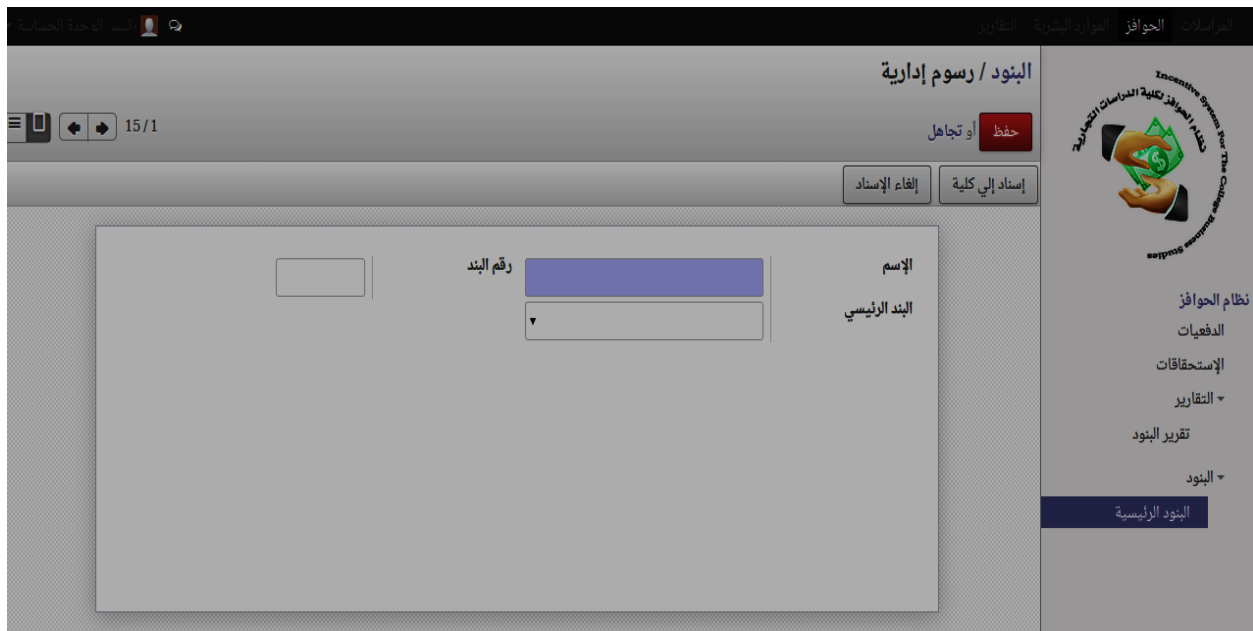 المراسلات الحوافز الموارد البشرية التقارير
رئيس الوحدة الحسابية
Incentive System For The College Business Studies
نظام الحوافز لكلية الدراسات التجارية
البنود / رسوم إدارية
حفظ أو تجاهل
15/1
إسناد إلي كلية إلغاء الإسناد
الإسم
رقم البند
البند الرئيسي
نظام الحوافز
الدفعيات
الإستحقاقات
التقارير
تقرير البنود
البنود
البنود الرئيسية